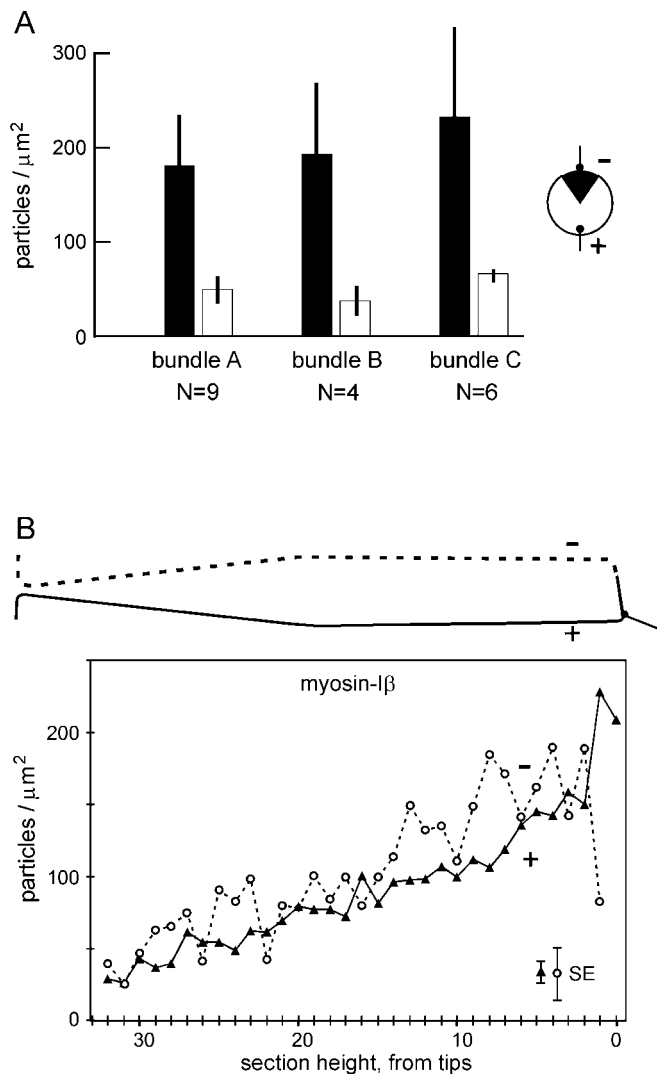 A
300
200
100
0
particles / μm²
bundle A bundle B bundle C
N=9 N=4 N=6
−
+
B
−
+
myosin-Iβ
200
100
0
particles / μm²
−
+
SE
30 20 10 0
section height, from tips